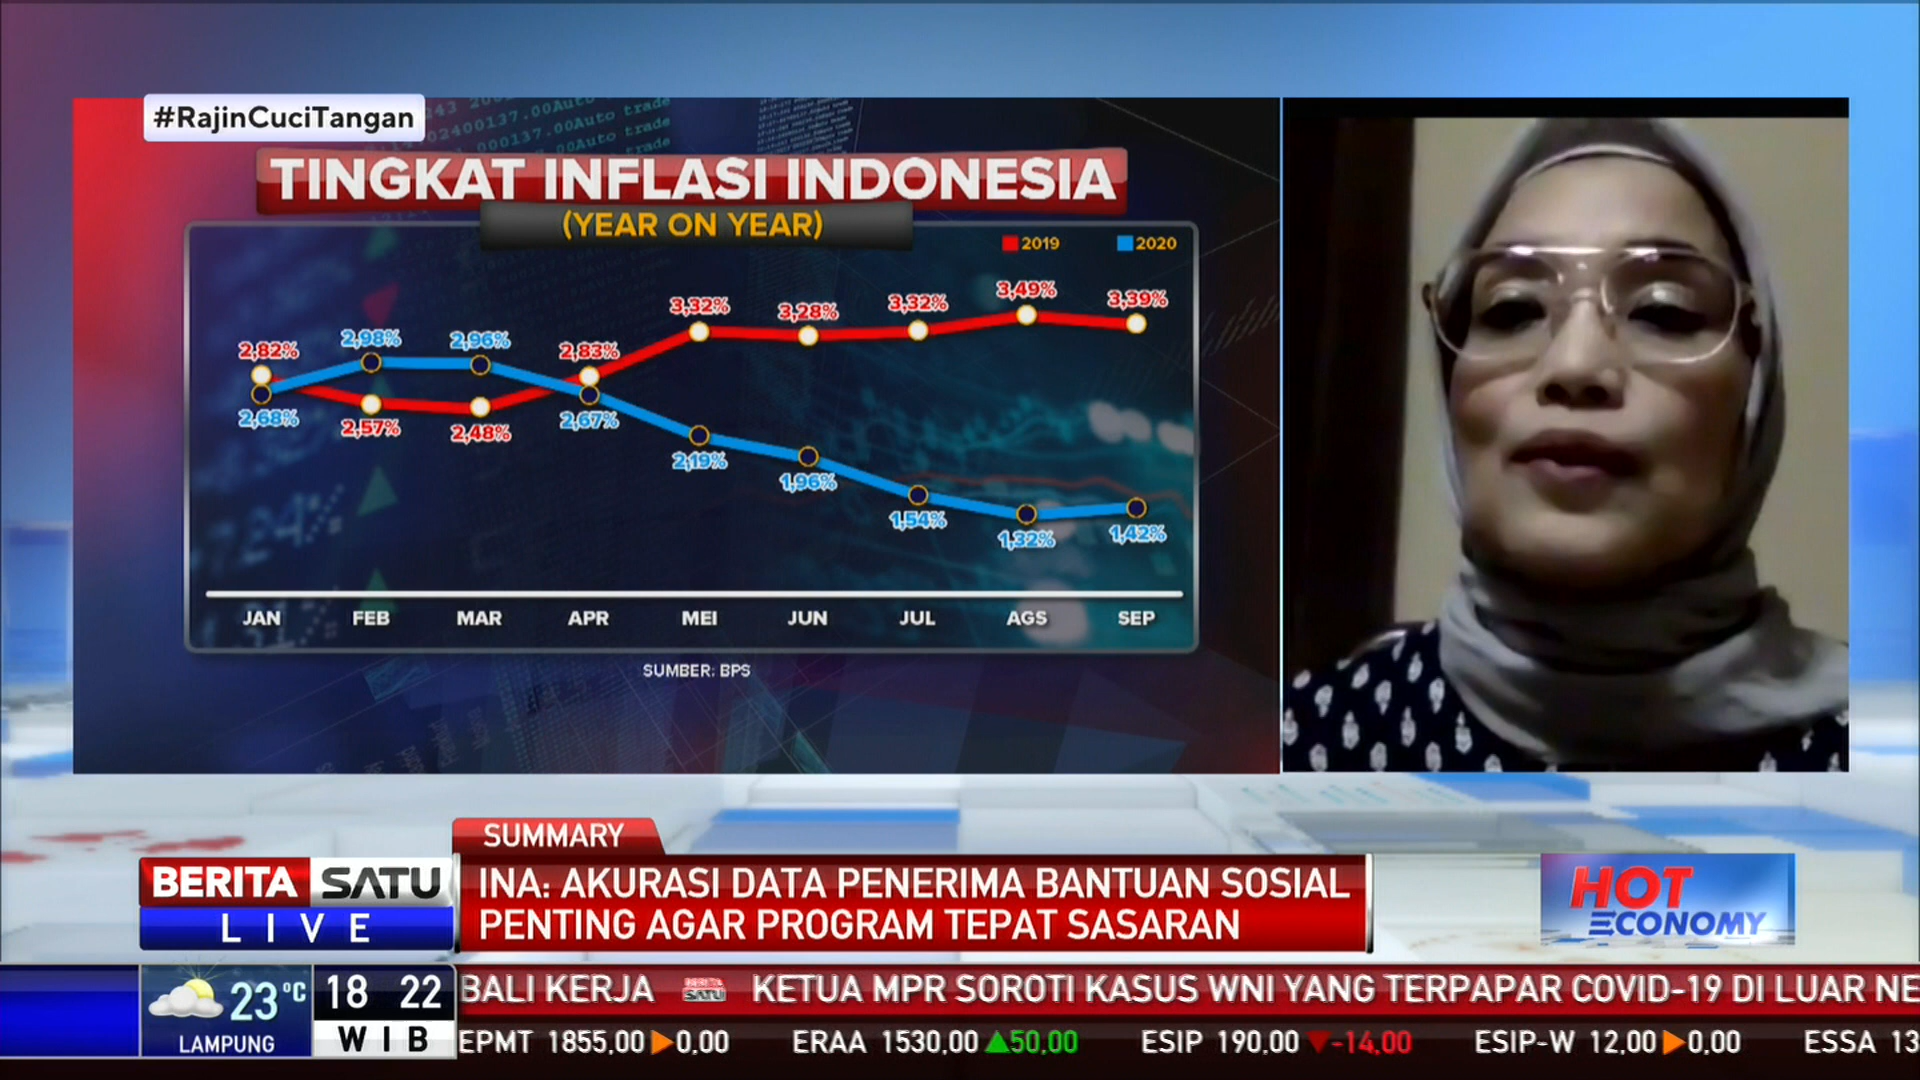 #RajinCuciTangan
TINGKAT INFLASI INDONESIA
(YEAR ON YEAR)
2019 2020
2,82% 2,98% 2,96% 2,83% 3,32% 3,28% 3,32% 3,49% 3,39%
2,68% 2,57% 2,48% 2,67% 2,19% 1,96% 1,54% 1,32% 1,42%
JAN FEB MAR APR MEI JUN JUL AGS SEP
SUMBER: BPS
SUMMARY
INA: AKURASI DATA PENERIMA BANTUAN SOSIAL
PENTING AGAR PROGRAM TEPAT SASARAN
BERITA SATU
LIVE
HOT
ECONOMY
23°C
LAMPUNG
18 22
WIB
BALI KERJA BERITA SATU KETUA MPR SOROTI KASUS WNI YANG TERPAPAR COVID-19 DI LUAR NE
EPMT 1855,00 0,00 ERAA 1530,00 50,00 ESIP 190,00 -14,00 ESIP-W 12,00 0,00 ESSA 13